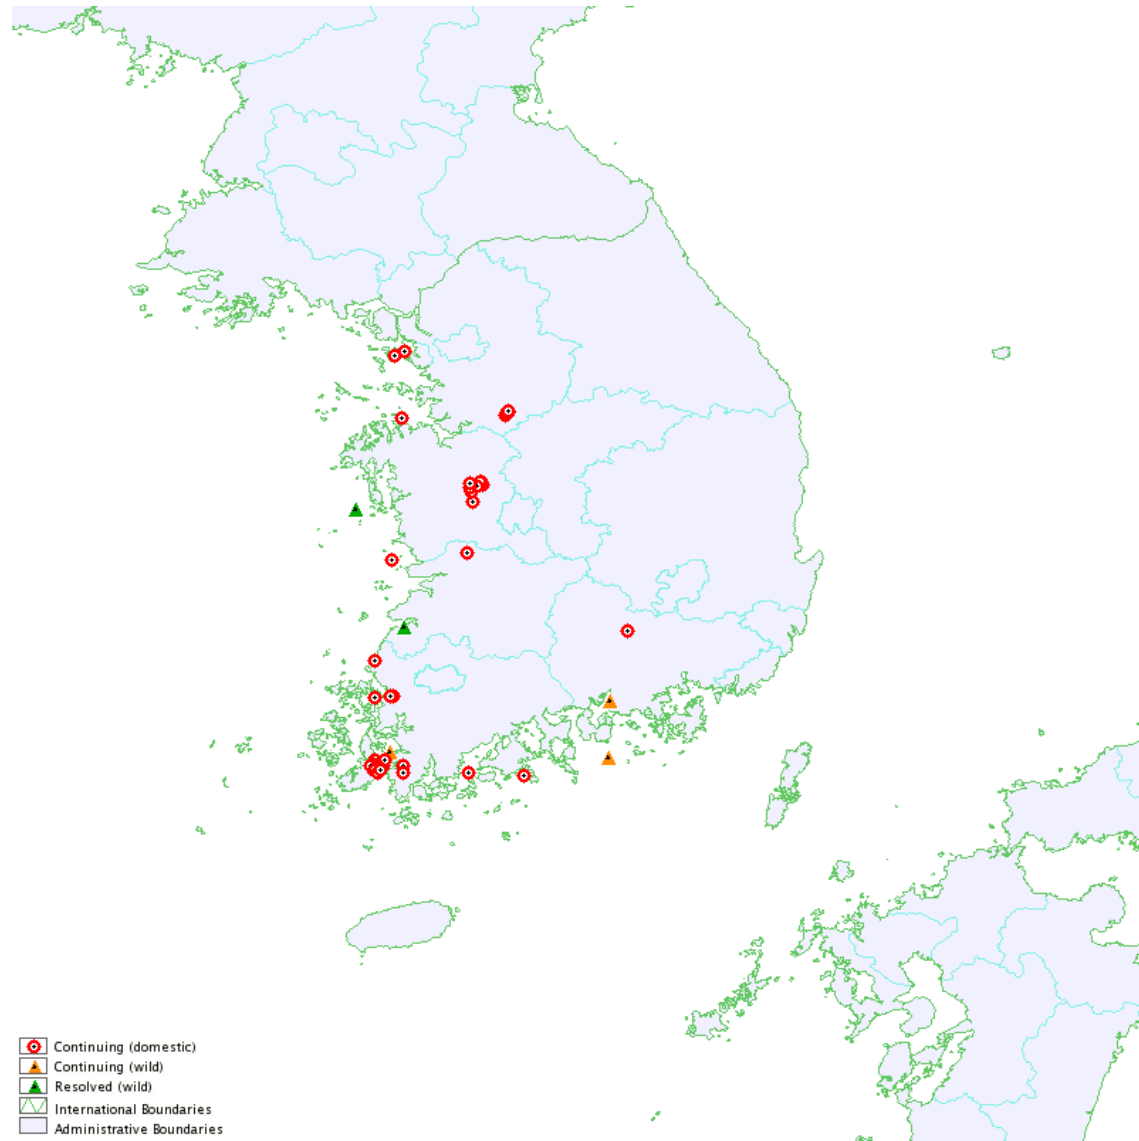 Continuing (domestic)
Continuing (wild)
Resolved (wild)
International Boundaries
Administrative Boundaries